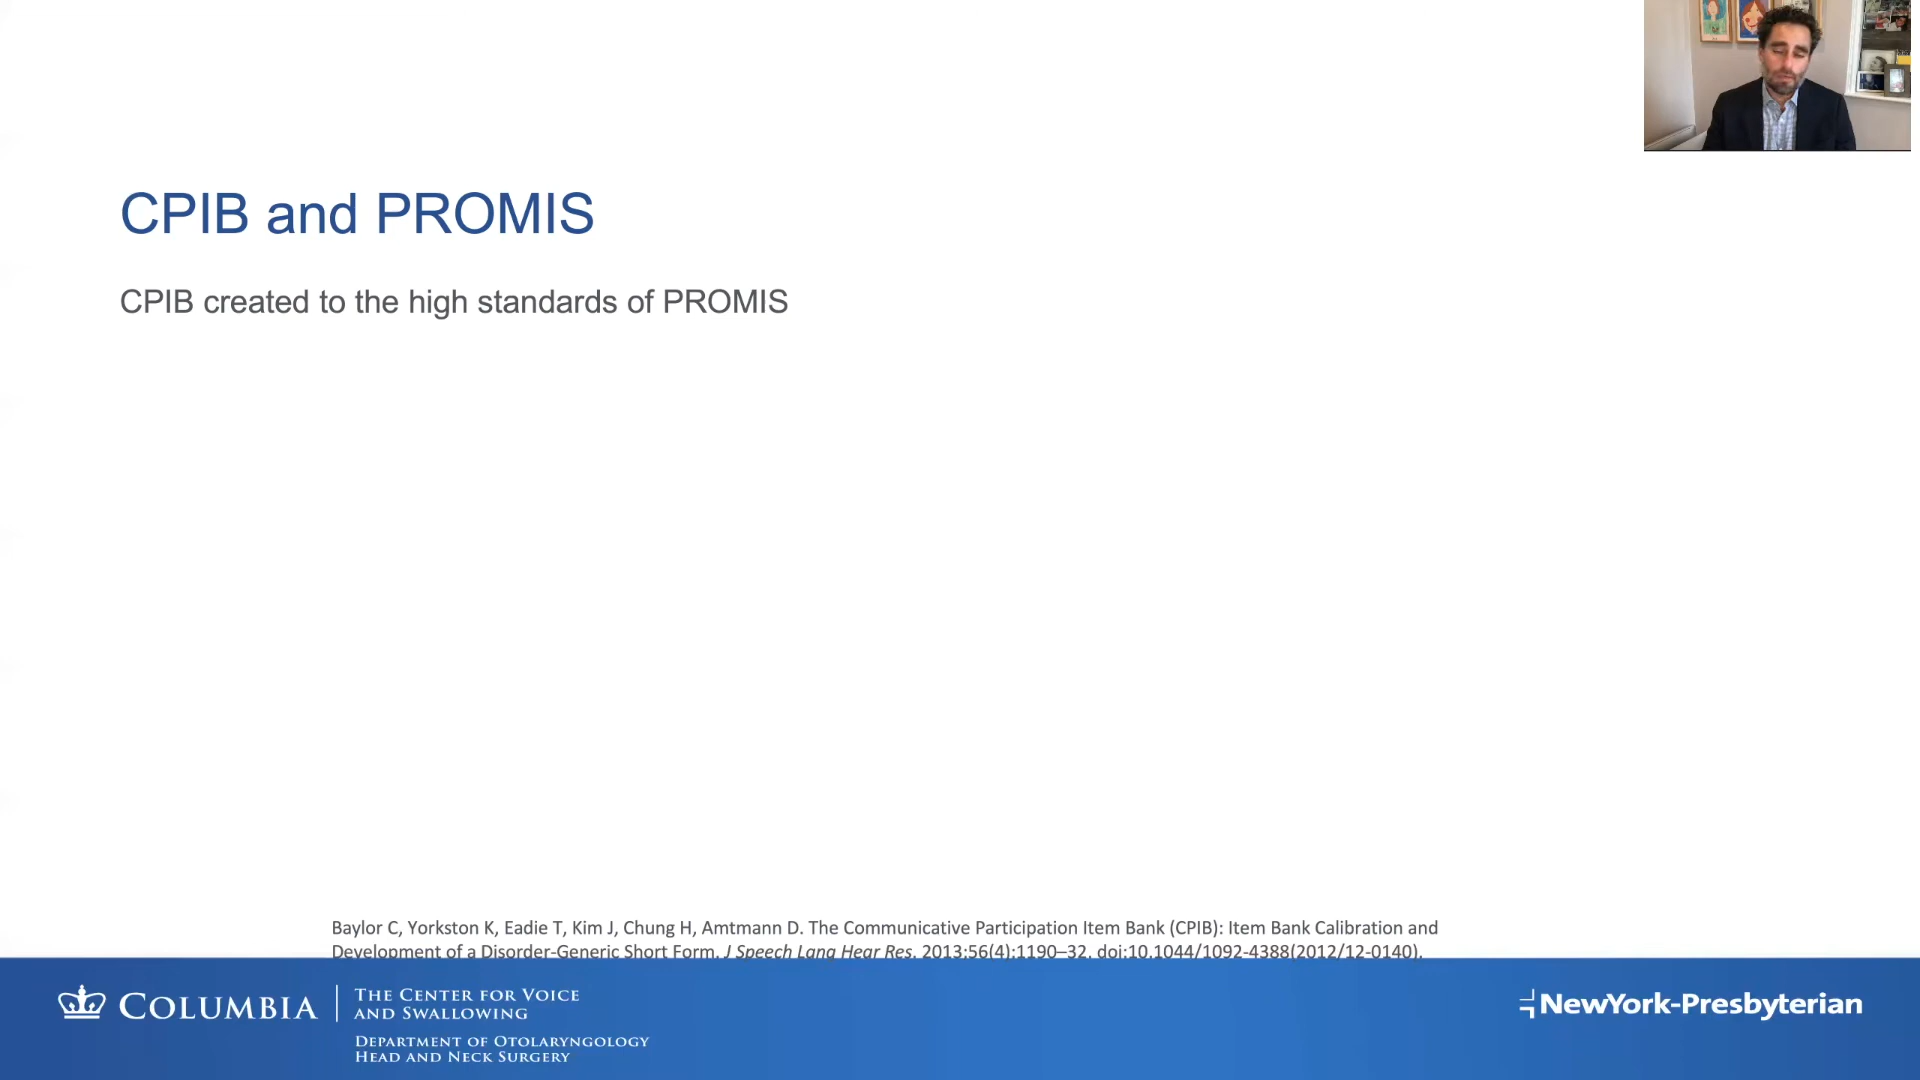 CPIB and PROMIS
CPIB created to the high standards of PROMIS
Baylor C, Yorkston K, Eadie T, Kim J, Chung H, Amtmann D. The Communicative Participation Item Bank (CPIB): Item Bank Calibration and
Development of a Disorder-Generic Short Form. J Speech Lang Hear Res. 2013;56(4):1190–32. doi:10.1044/1092-4388(2012/12-0140).
COLUMBIA
THE CENTER FOR VOICE
AND SWALLOWING
DEPARTMENT OF OTOLARYNGOLOGY
HEAD AND NECK SURGERY
NewYork-Presbyterian